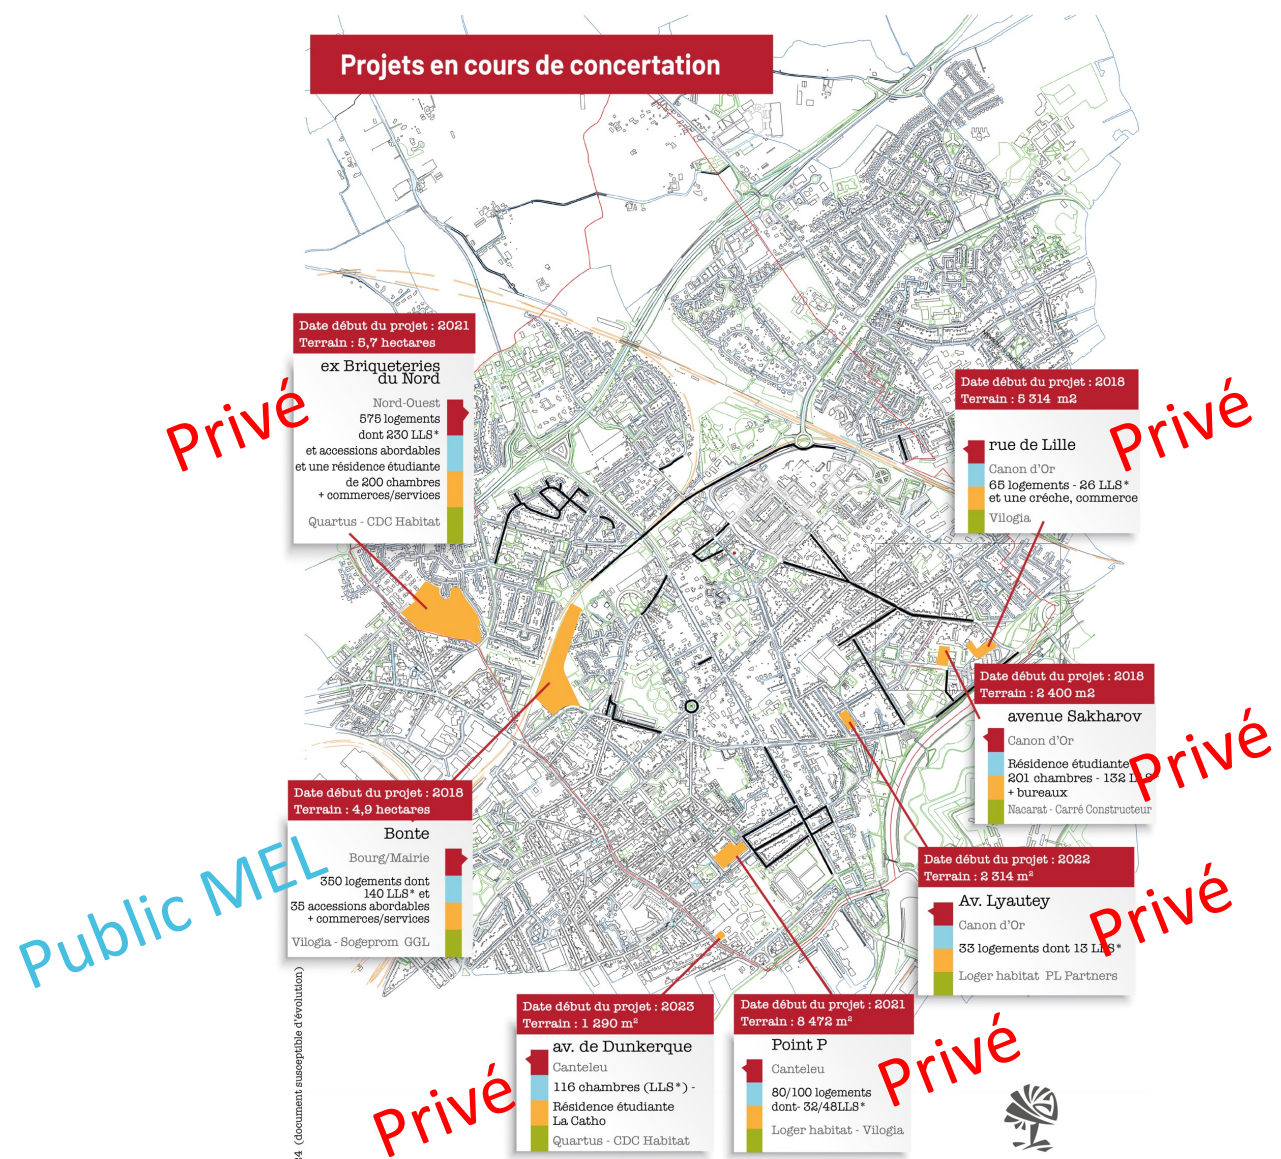 Projets en cours de concertation
Date début du projet : 2021
Terrain : 5,7 hectares
ex Briqueteries
du Nord
Nord-Ouest
575 logements
dont 230 LLS*
et accessions abordables
et une résidence étudiante
de 200 chambres
+ commerces/services
Quartus - CDC Habitat
Privé
Date début du projet : 2018
Terrain : 5 314 m2
rue de Lille
Canon d'Or
65 logements - 26 LLS*
et une créche, commerce
Vilogia
Privé
Date début du projet : 2018
Terrain : 2 400 m2
avenue Sakharov
Canon d'Or
Résidence étudiante
201 chambres - 132 LLS
+ bureaux
Nacarat - Carré Constructeur
Privé
Date début du projet : 2018
Terrain : 4,9 hectares
Bonte
Bourg/Mairie
350 logements dont
140 LLS* et
35 accessions abordables
+ commerces/services
Vilogia - Sogeprom GGL
Public MEL
Date début du projet : 2022
Terrain : 2 314 m²
Av. Lyautey
Canon d'Or
33 logements dont 13 LLS*
Loger habitat PL Partners
Privé
Date début du projet : 2023
Terrain : 1 290 m²
av. de Dunkerque
Canteleu
116 chambres (LLS*) -
Résidence étudiante
La Catho
Quartus - CDC Habitat
Privé
Date début du projet : 2021
Terrain : 8 472 m²
Point P
Canteleu
80/100 logements
dont- 32/48LLS*
Loger habitat - Vilogia
Privé
24 (document susceptible d'évolution)